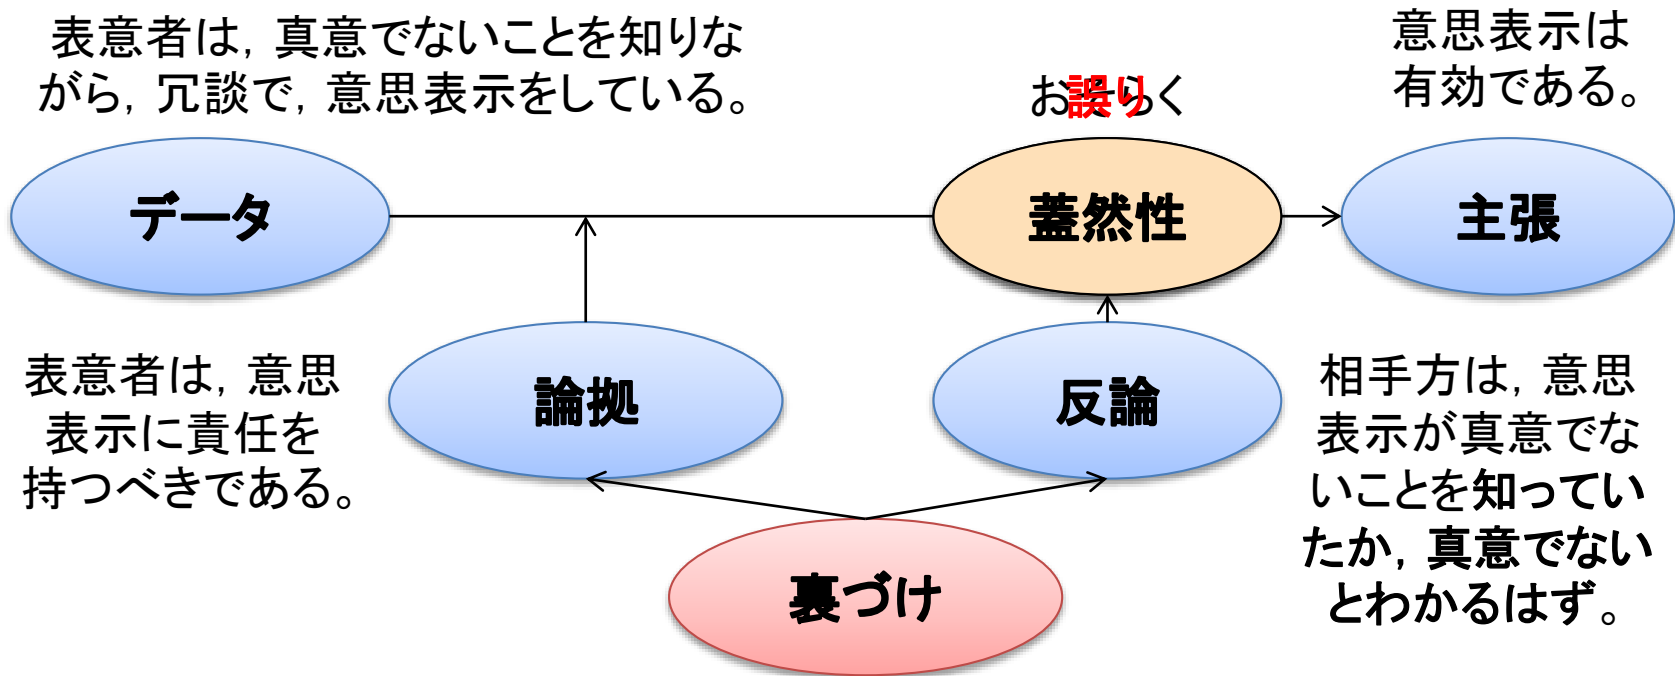 表意者は，真意でないことを知りな
がら，冗談で，意思表示をしている。
おそらく
誤り
意思表示は
有効である。
データ
蓋然性
主張
表意者は，意思
表示に責任を
持つべきである。
論拠
反論
相手方は，意思
表示が真意でな
いことを知ってい
たか，真意でない
とわかるはず。
裏づけ